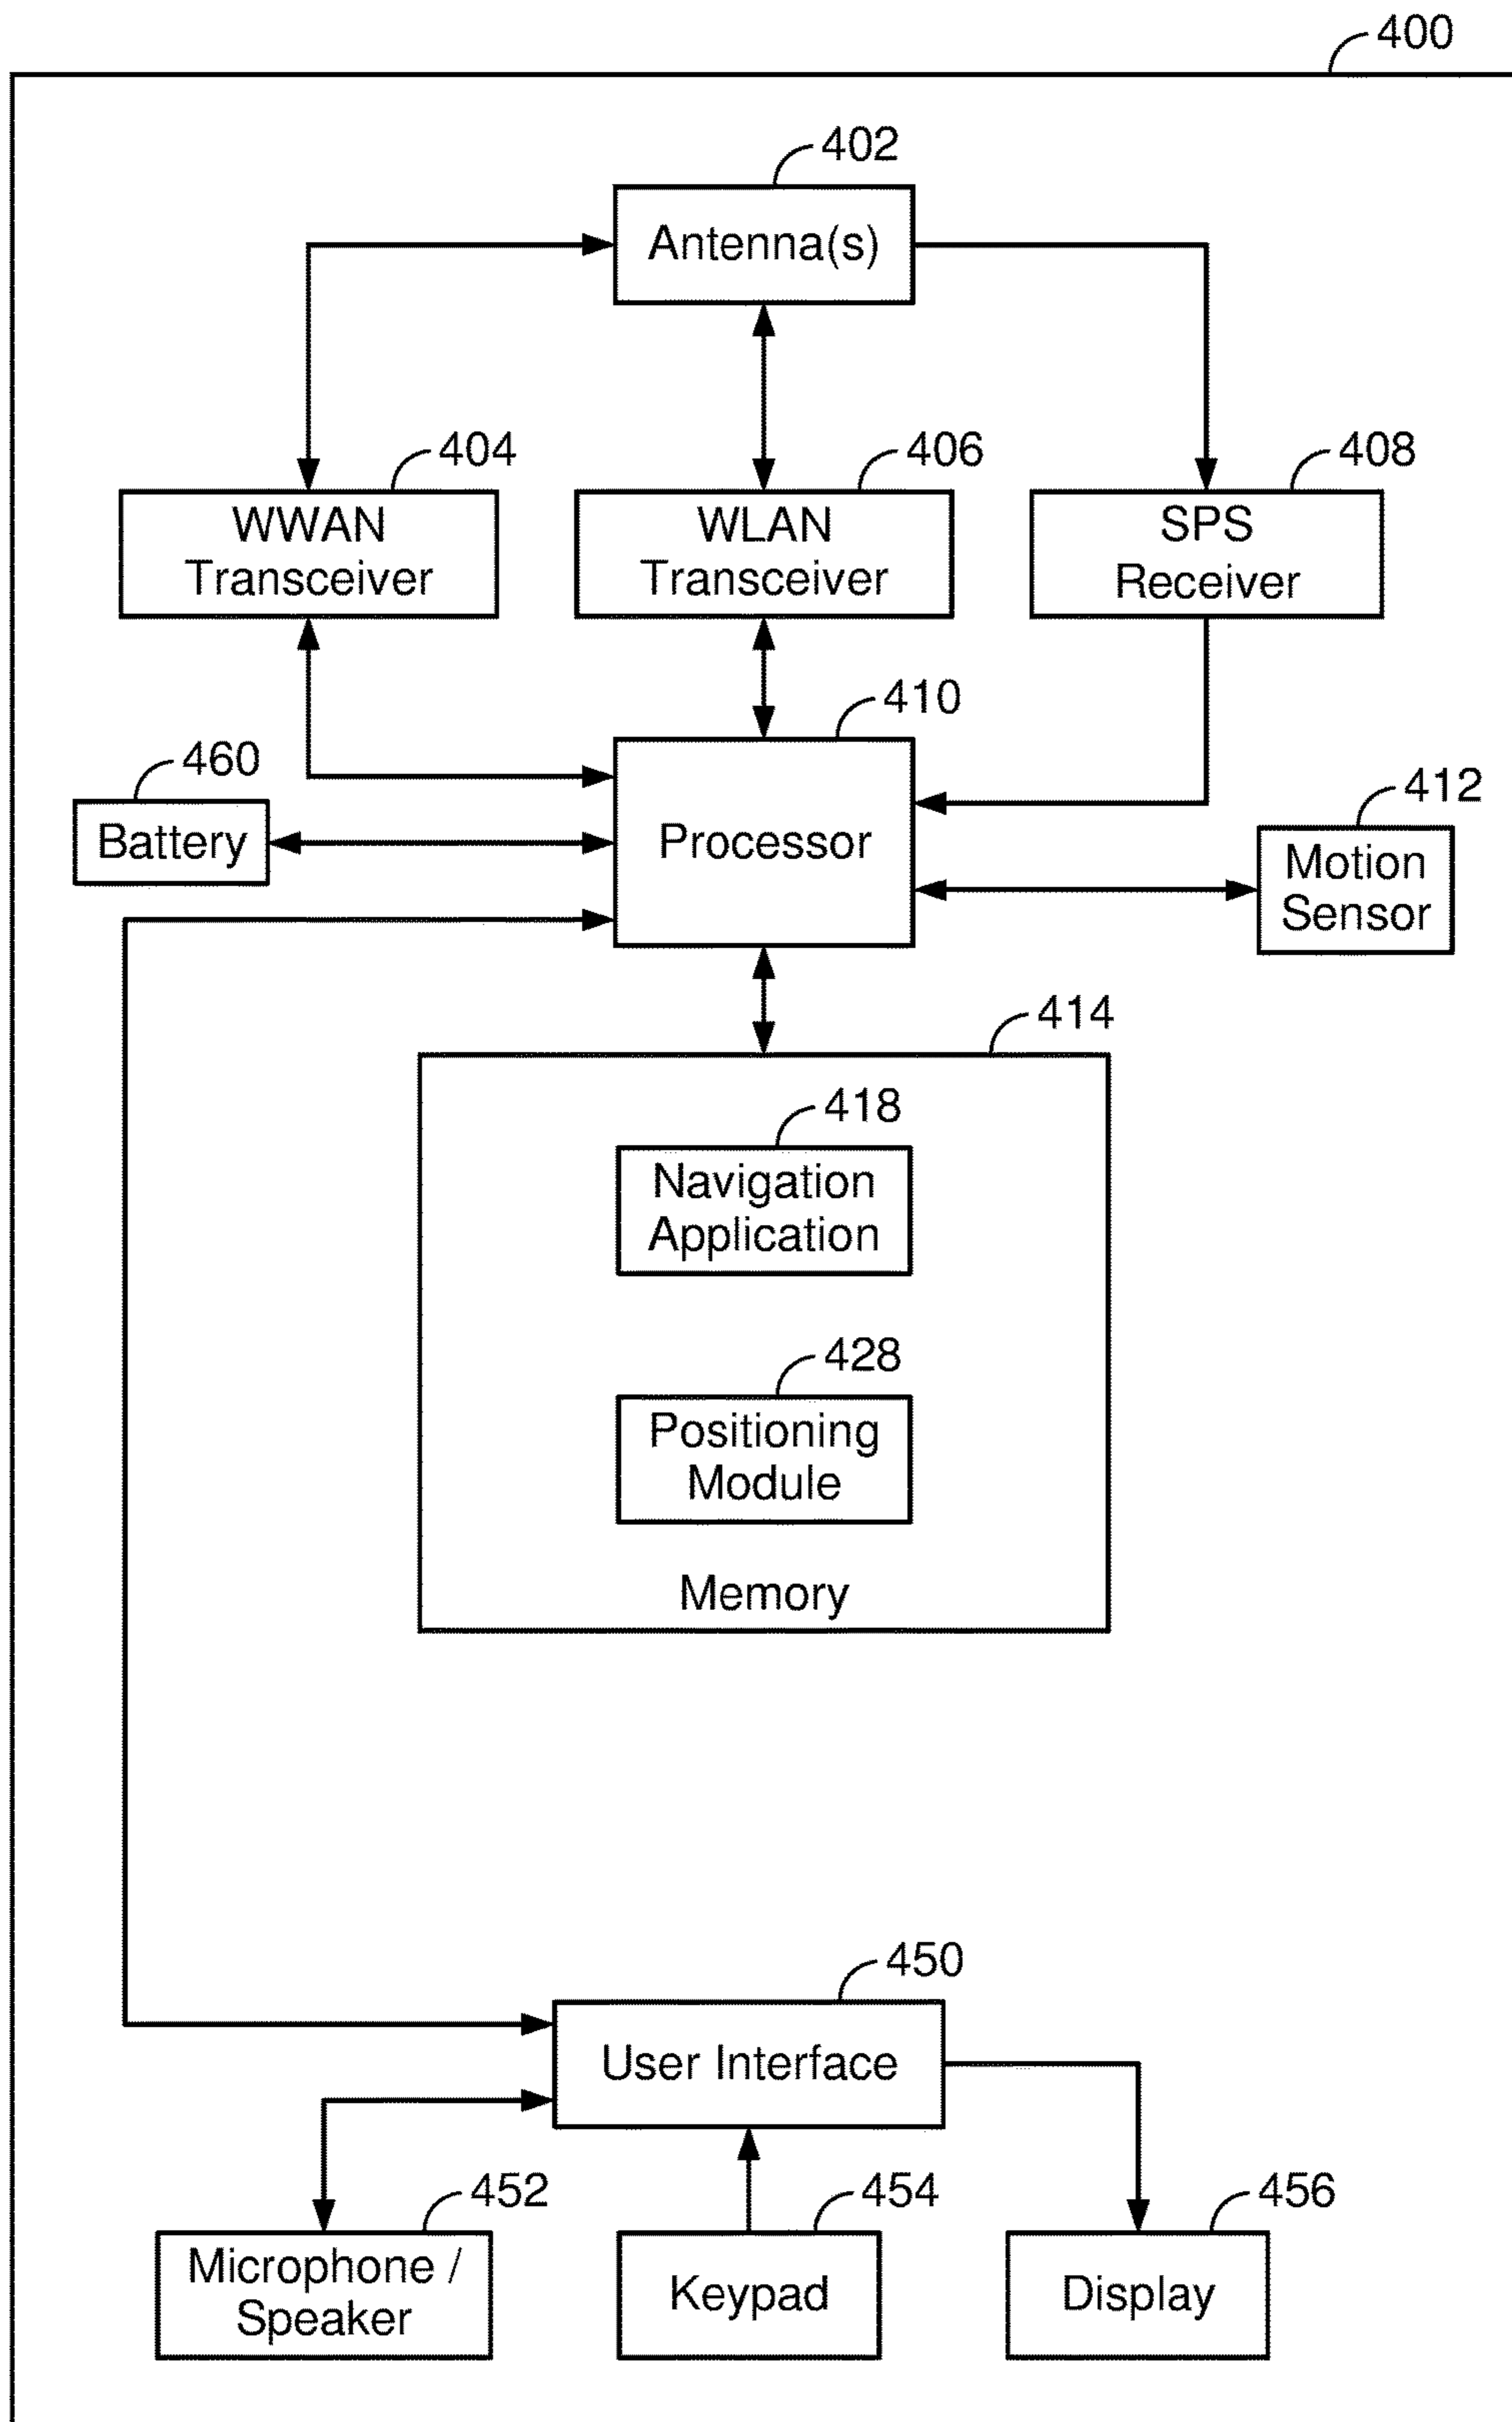 400
402
Antenna(s)
404
406
408
WWAN
Transceiver
WLAN
Transceiver
SPS
Receiver
410
460
412
Battery
Processor
Motion
Sensor
414
418
Navigation
Application
428
Positioning
Module
Memory
450
User Interface
452
454
456
Microphone /
Speaker
Keypad
Display